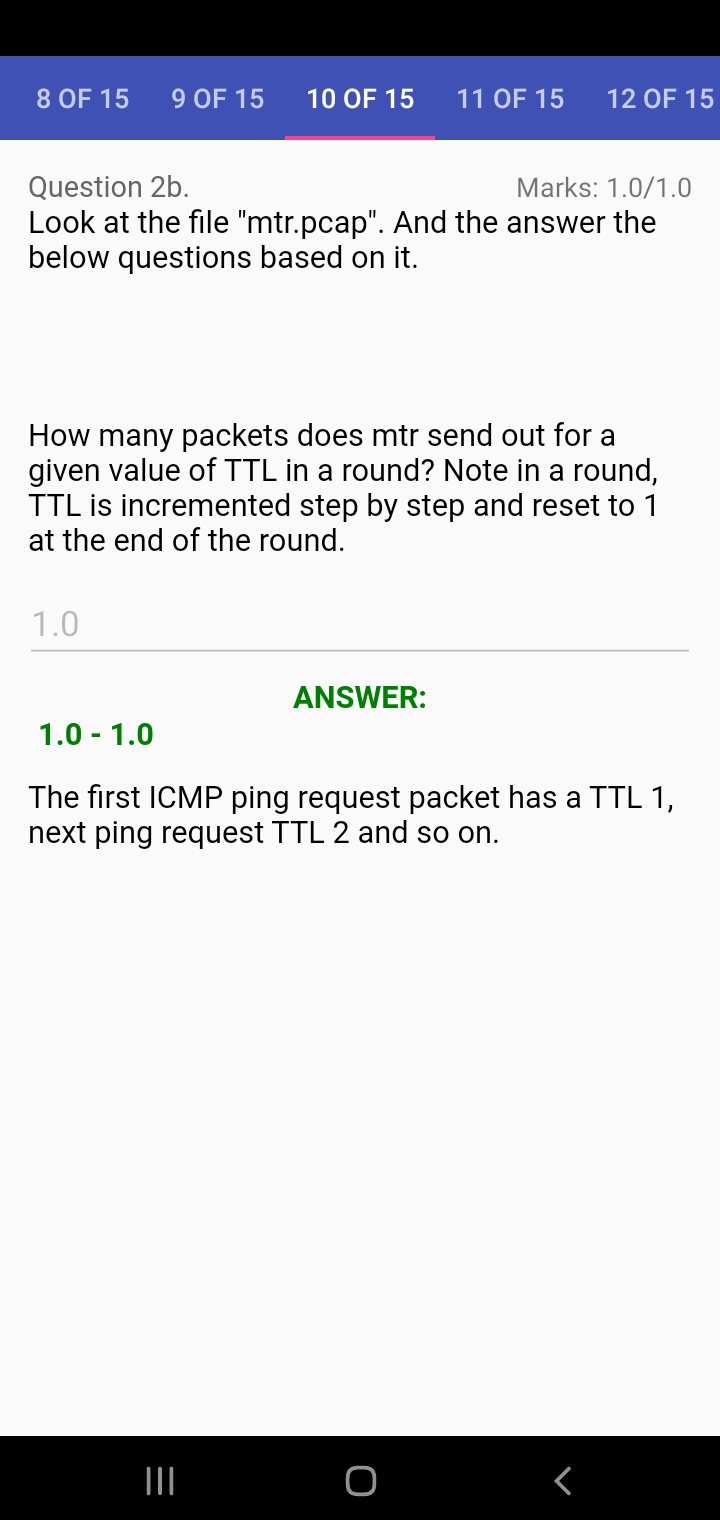 8 OF 15 9 OF 15 10 OF 15 11 OF 15 12 OF 15
Question 2b. Marks: 1.0/1.0
Look at the file "mtr.pcap". And the answer the
below questions based on it.
How many packets does mtr send out for a
given value of TTL in a round? Note in a round,
TTL is incremented step by step and reset to 1
at the end of the round.
1.0
ANSWER:
1.0 - 1.0
The first ICMP ping request packet has a TTL 1,
next ping request TTL 2 and so on.